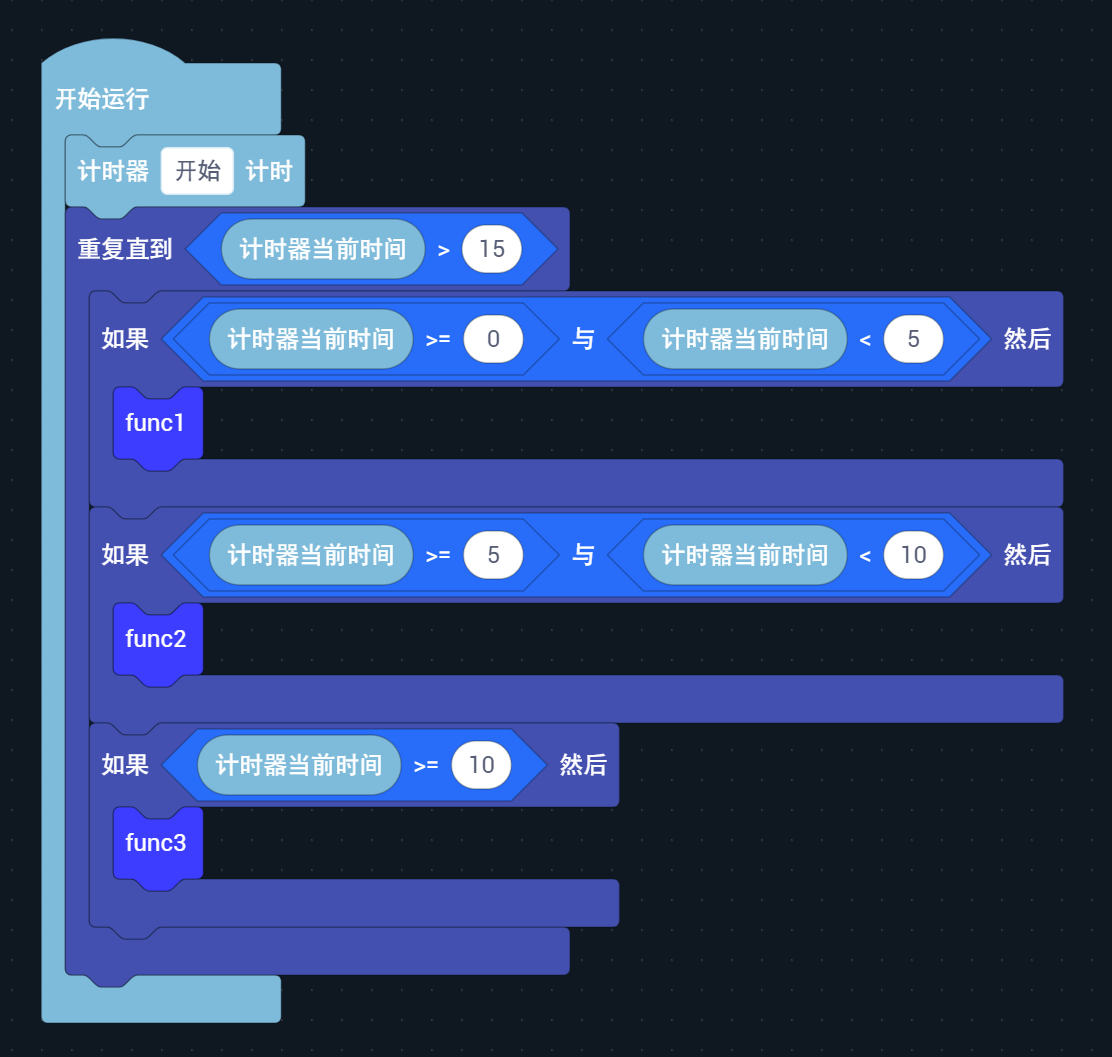 开始运行
计时器 开始 计时
重复直到 计时器当前时间 > 15
如果 计时器当前时间 >= 0 与 计时器当前时间 < 5 然后
func1
如果 计时器当前时间 >= 5 与 计时器当前时间 < 10 然后
func2
如果 计时器当前时间 >= 10 然后
func3